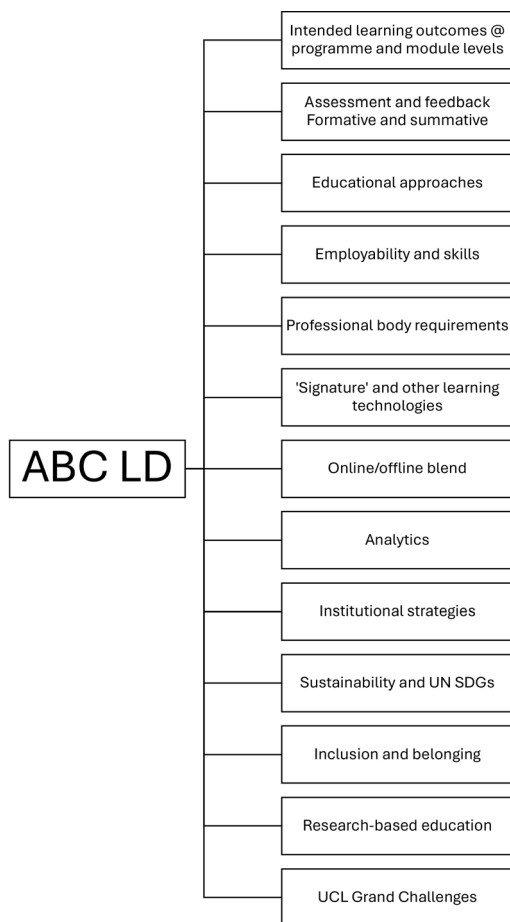 Intended learning outcomes @
programme and module levels
Assessment and feedback
Formative and summative
Educational approaches
Employability and skills
Professional body requirements
'Signature' and other learning
technologies
ABC LD
Online/offline blend
Analytics
Institutional strategies
Sustainability and UN SDGs
Inclusion and belonging
Research-based education
UCL Grand Challenges